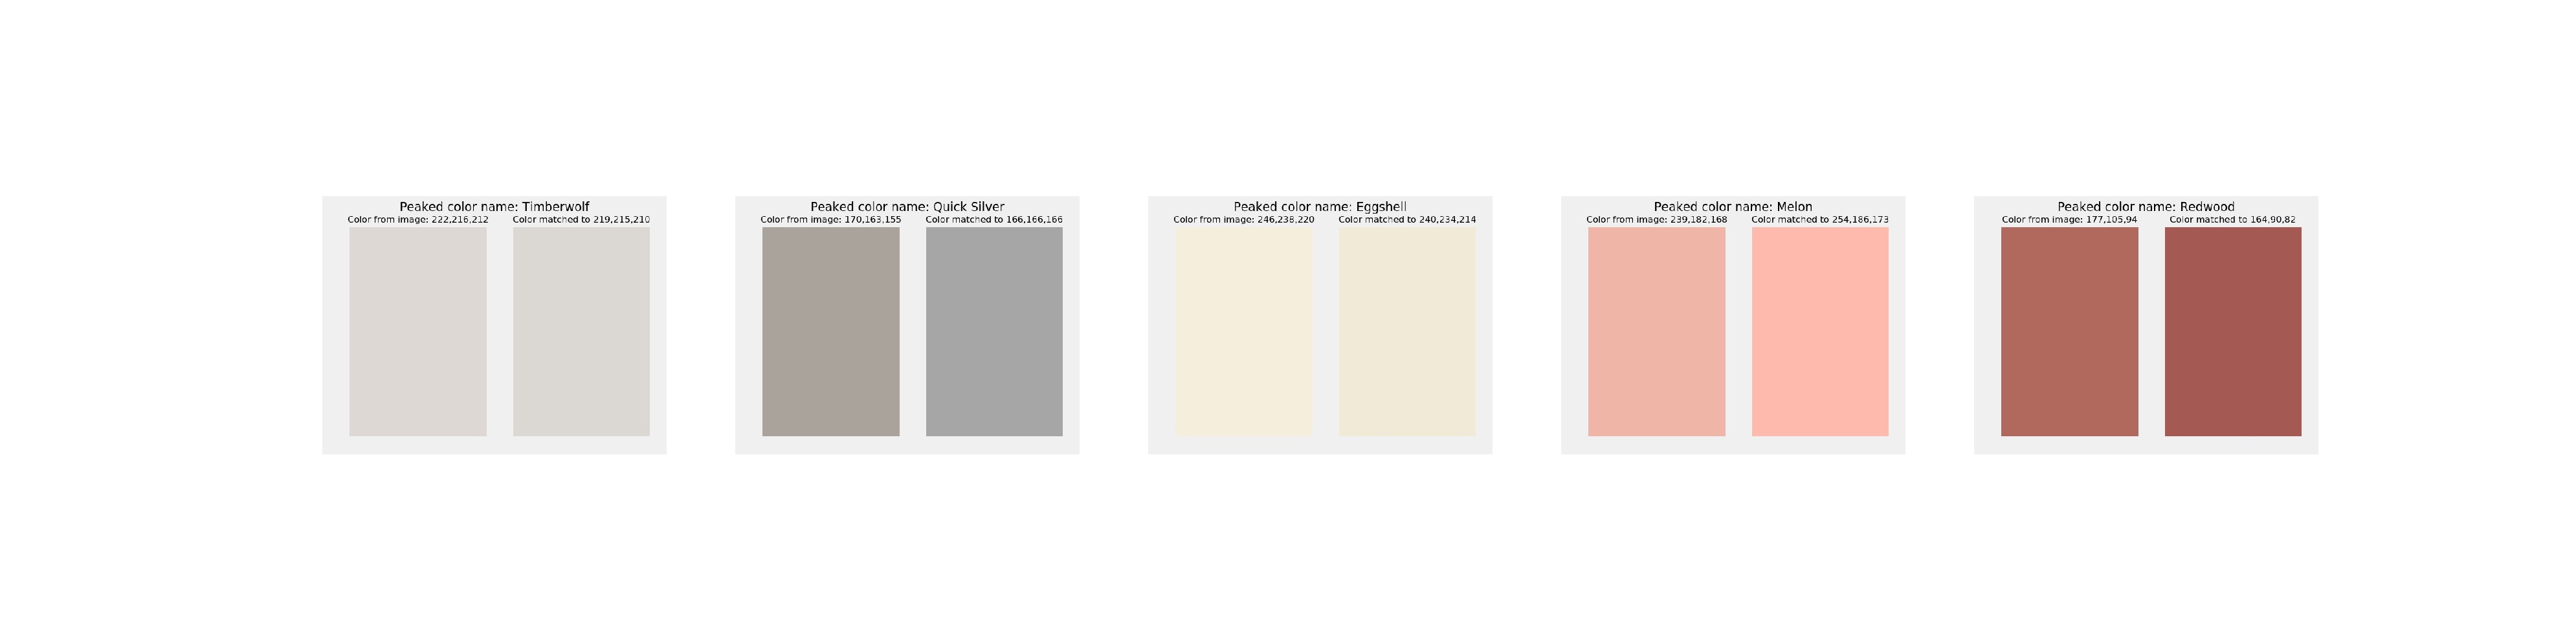 Peaked color name: Timberwolf
Color from image: 222,216,212
Color matched to 219,215,210
Peaked color name: Quick Silver
Color from image: 170,163,155
Color matched to 166,166,166
Peaked color name: Eggshell
Color from image: 246,238,220
Color matched to 240,234,214
Peaked color name: Melon
Color from image: 239,182,168
Color matched to 254,186,173
Peaked color name: Redwood
Color from image: 177,105,94
Color matched to 164,90,82